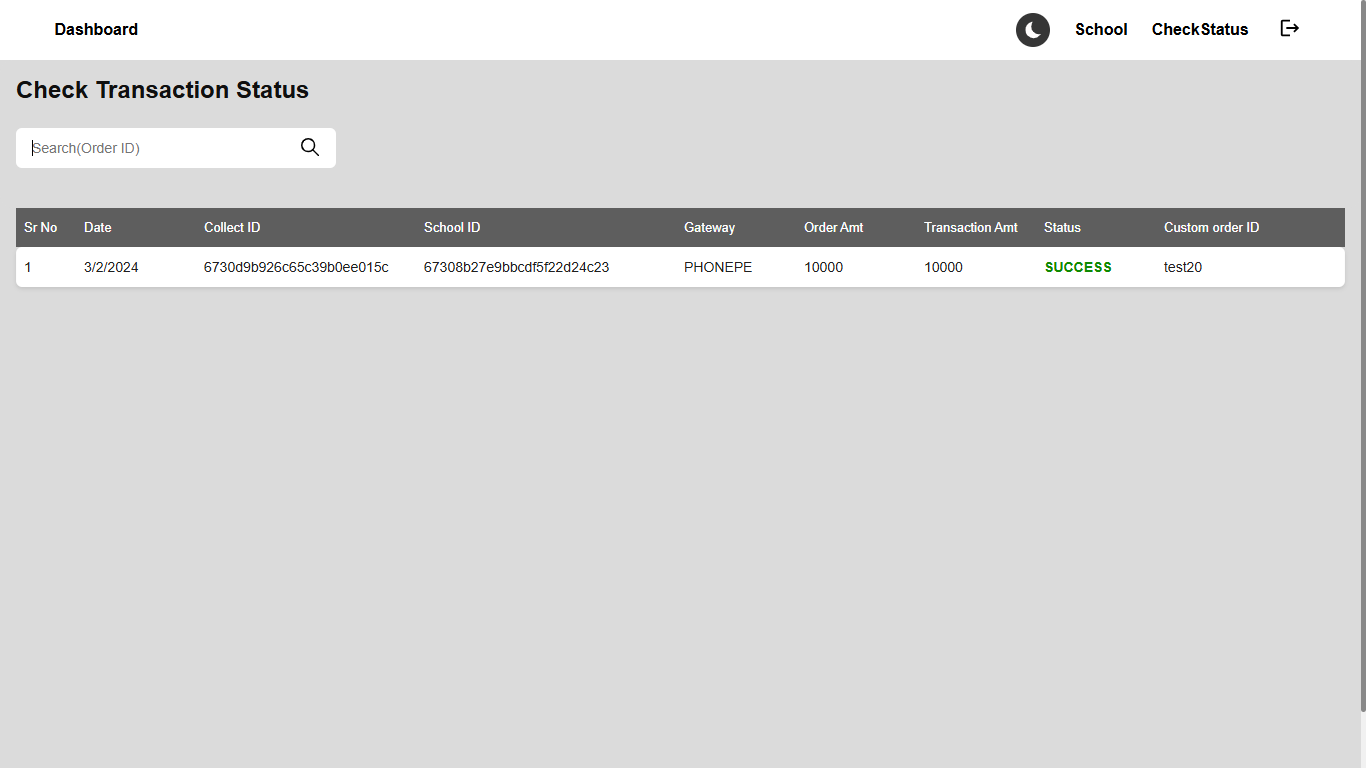 Dashboard School CheckStatus
Check Transaction Status
Search(Order ID)
Sr No Date Collect ID School ID Gateway Order Amt Transaction Amt Status Custom order ID
1 3/2/2024 6730d9b926c65c39b0ee015c 67308b27e9bbcdf5f22d24c23 PHONEPE 10000 10000 SUCCESS test20